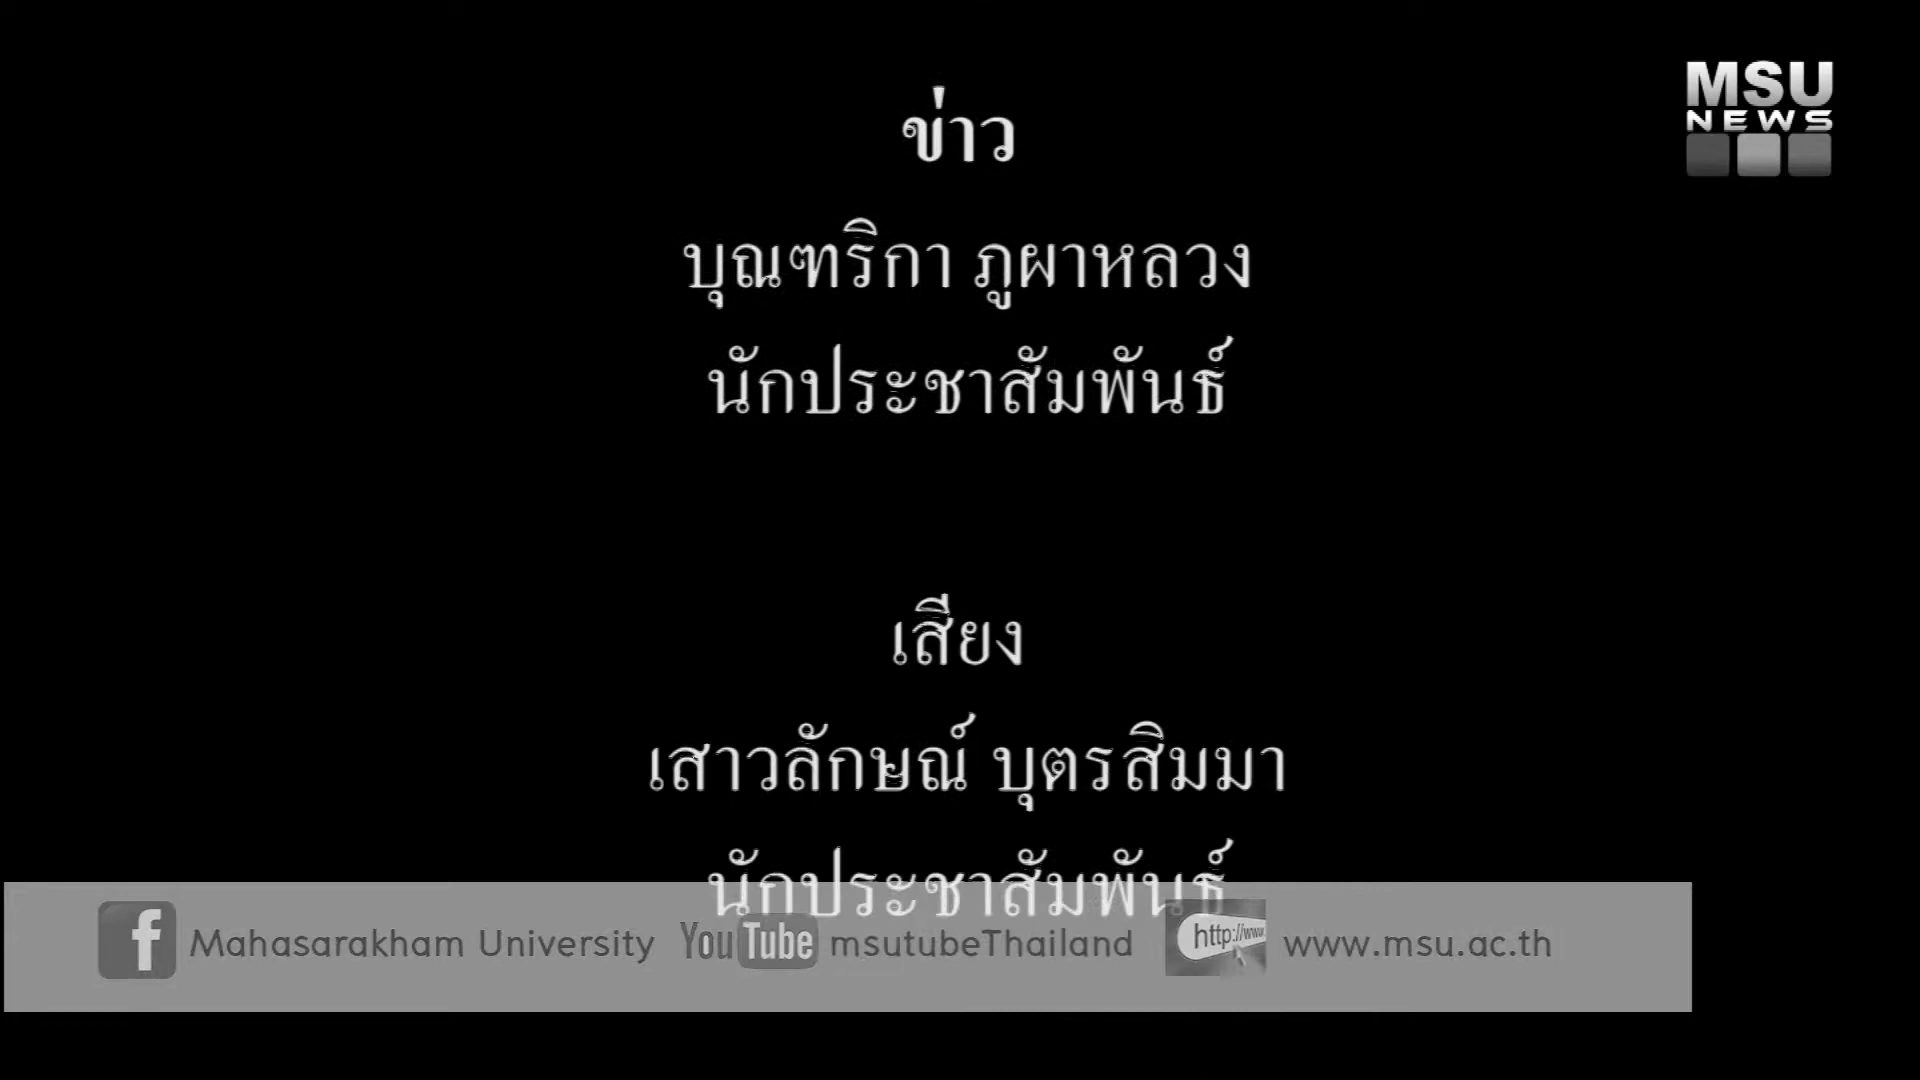 MSU
NEWS
ข่าว
บุณฑริกา ภูผาหลวง
นักประชาสัมพันธ์
เสียง
เสาวลักษณ์ บุตรสิมมา
นักประชาสัมพันธ์
f Mahasarakham University YouTube msutubeThailand http://www. www.msu.ac.th